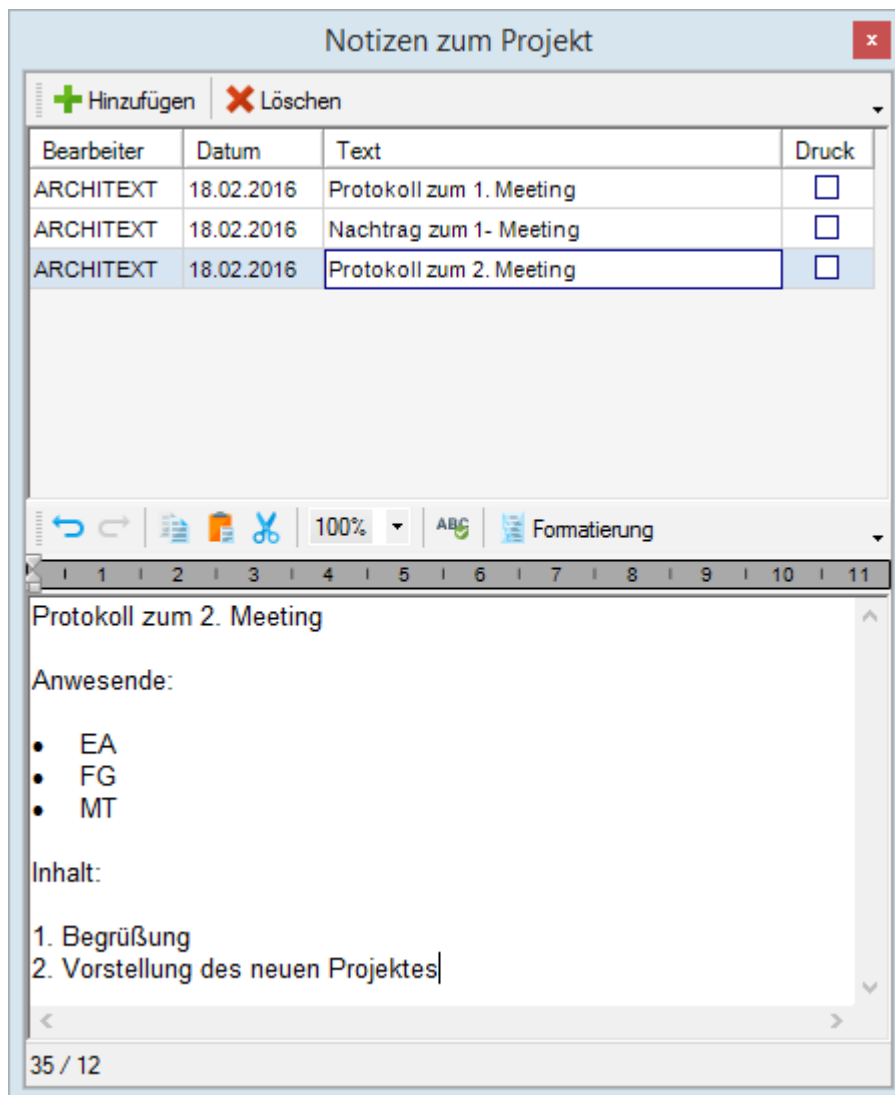 Notizen zum Projekt
x
Hinzufügen Löschen
Bearbeiter Datum Text Druck
ARCHITEXT 18.02.2016 Protokoll zum 1. Meeting
ARCHITEXT 18.02.2016 Nachtrag zum 1- Meeting
ARCHITEXT 18.02.2016 Protokoll zum 2. Meeting
100% ABC Formatierung
1 2 3 4 5 6 7 8 9 10 11
Protokoll zum 2. Meeting
Anwesende:
• EA
• FG
• MT
Inhalt:
1. Begrüßung
2. Vorstellung des neuen Projektes
35 / 12